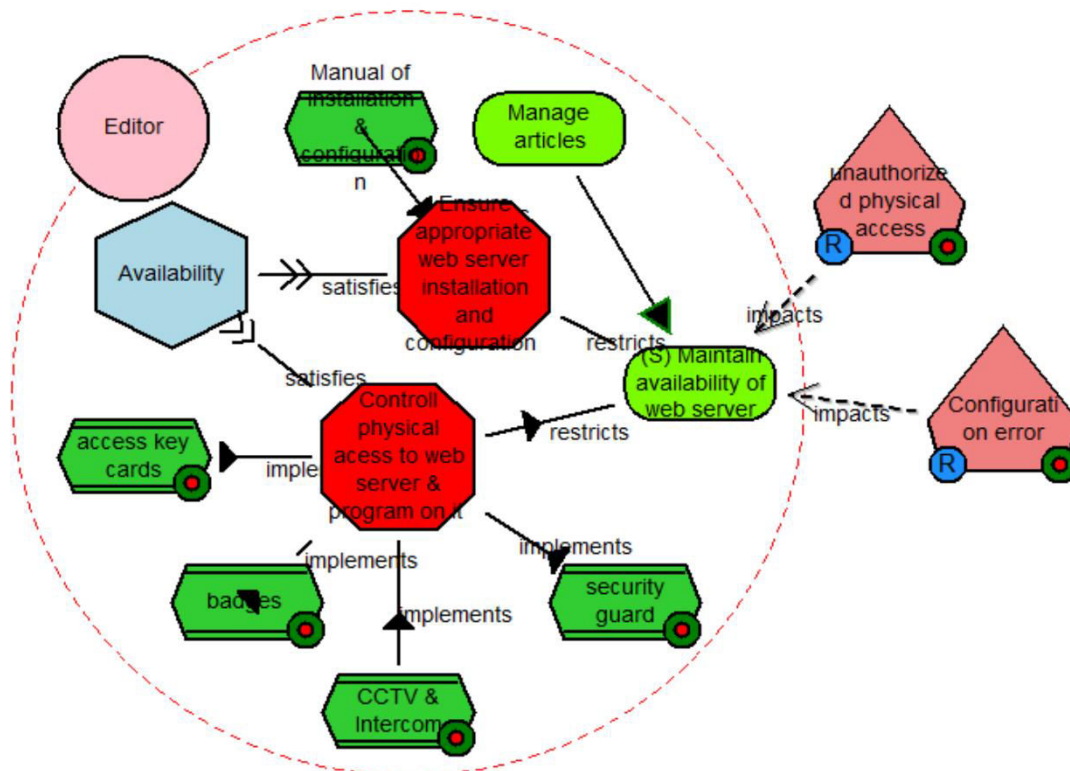 Editor
Manual of
installation
&
configuratio
n
Manage
articles
unauthorize
d physical
access
R
Availability
satisfies
Ensure
appropriate
web server
installation
and
configuration
impacts
restricts
satisfies
(S) Maintain
availability of
web server
impacts
Configurati
on error
R
Controll
physical
acess to web
server &
program on it
restricts
access key
cards
imple
implements
implements
badges
implements
security
guard
CCTV &
Intercom